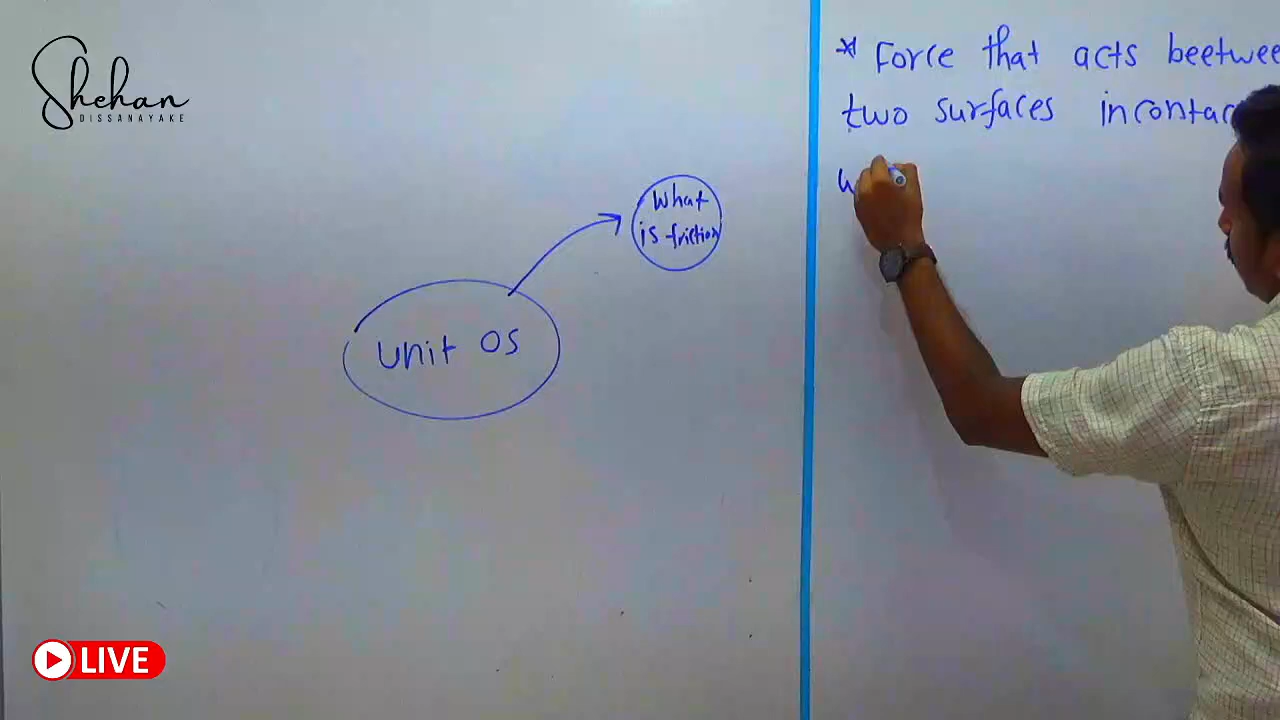 Shehan
DISSANAYAKE
* Force that acts beetwee
two surfaces incontac
What
is friction
unit 05
LIVE